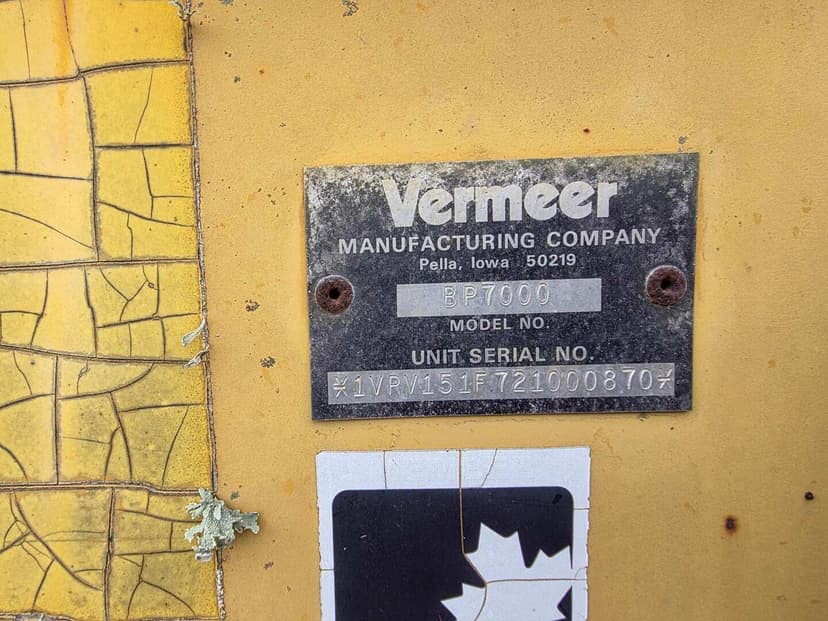 Vermeer
MANUFACTURING COMPANY
Pella, Iowa 50219
BP7000
MODEL NO.
UNIT SERIAL NO.
*1VRV151F721000870*